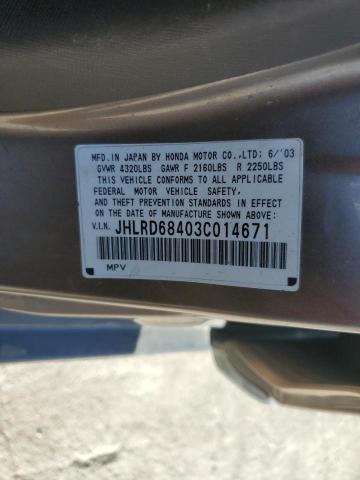 MFD. IN JAPAN BY HONDA MOTOR CO., LTD: 6/'03
GVWR 4320LBS GAWR F 2160LBS R 2250LBS
THIS VEHICLE CONFORMS TO ALL APPLICABLE
FEDERAL MOTOR VEHICLE SAFETY,
AND THEFT PREVENTION STANDARDS IN EFFECT ON
THE DATE OF MANUFACTURE SHOWN ABOVE:
V.I.N. JHLRD68403C014671
MPV